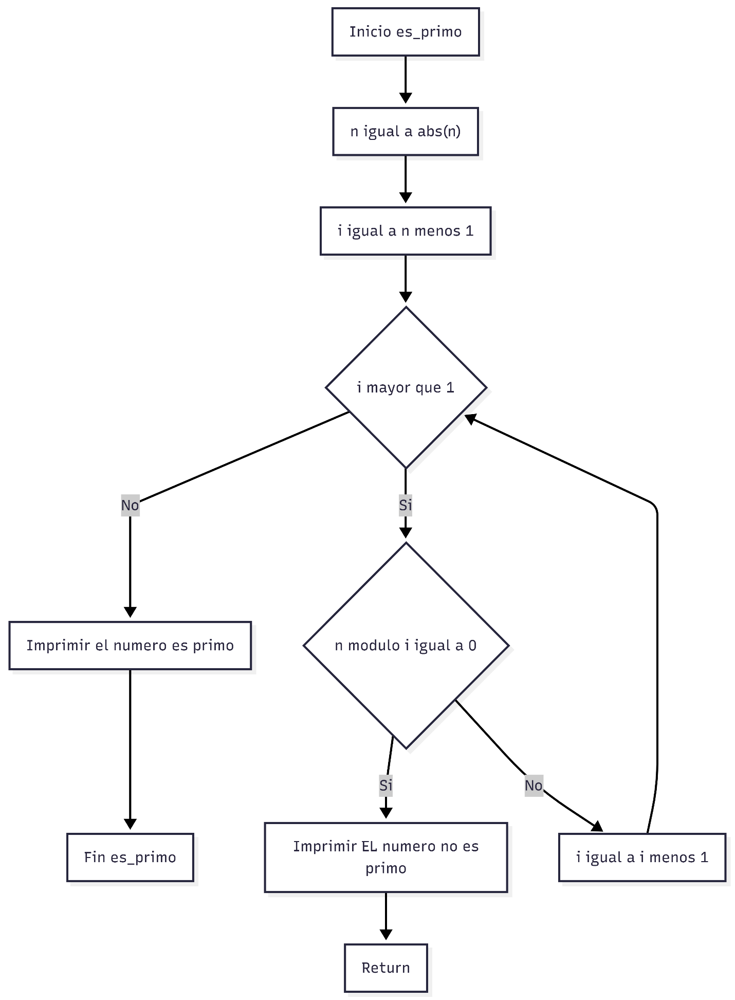 Inicio es_primo
n igual a abs(n)
i igual a n menos 1
i mayor que 1
No
Si
Imprimir el numero es primo
n modulo i igual a 0
Si
No
Fin es_primo
Imprimir EL numero no es
primo
i igual a i menos 1
Return